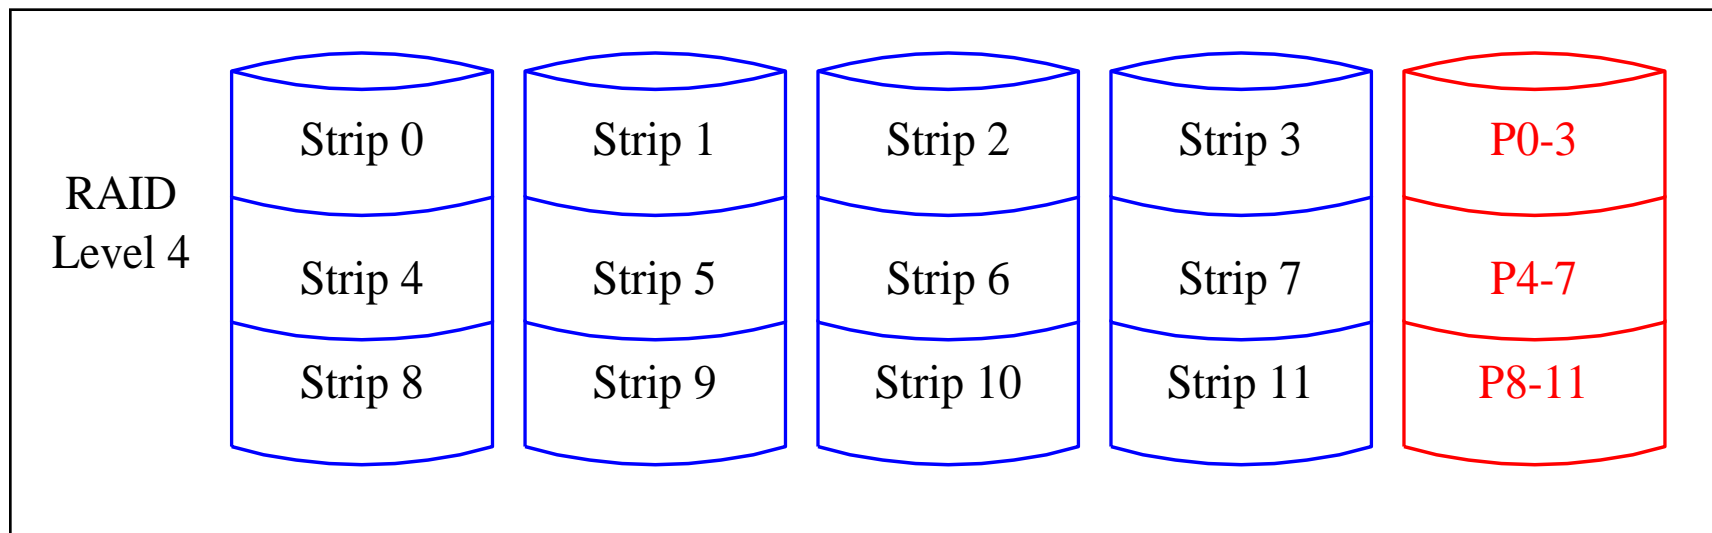 RAID
Level 4
Strip 0 Strip 1 Strip 2 Strip 3 P0-3
Strip 4 Strip 5 Strip 6 Strip 7 P4-7
Strip 8 Strip 9 Strip 10 Strip 11 P8-11